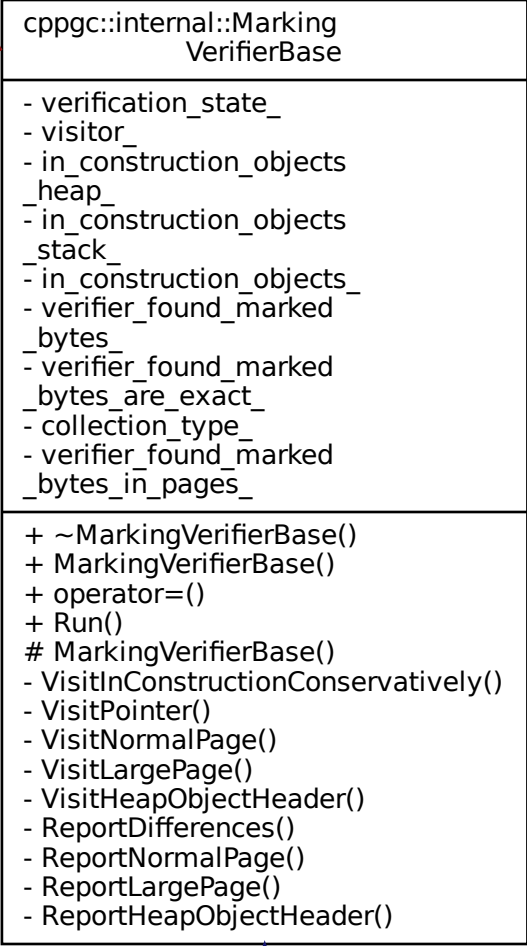 cppgc::internal::Marking
VerifierBase
- verification_state_
- visitor_
- in_construction_objects
_heap_
- in_construction_objects
_stack_
- in_construction_objects_
- verifier_found_marked
_bytes_
- verifier_found_marked
_bytes_are_exact_
- collection_type_
- verifier_found_marked
_bytes_in_pages_
+ ~MarkingVerifierBase()
+ MarkingVerifierBase()
+ operator=()
+ Run()
# MarkingVerifierBase()
- VisitInConstructionConservatively()
- VisitPointer()
- VisitNormalPage()
- VisitLargePage()
- VisitHeapObjectHeader()
- ReportDifferences()
- ReportNormalPage()
- ReportLargePage()
- ReportHeapObjectHeader()